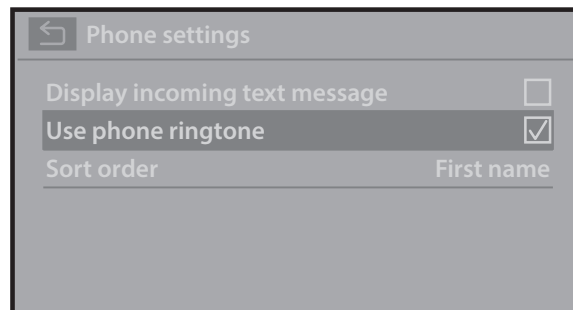 Phone settings
Display incoming text message
Use phone ringtone
Sort order First name